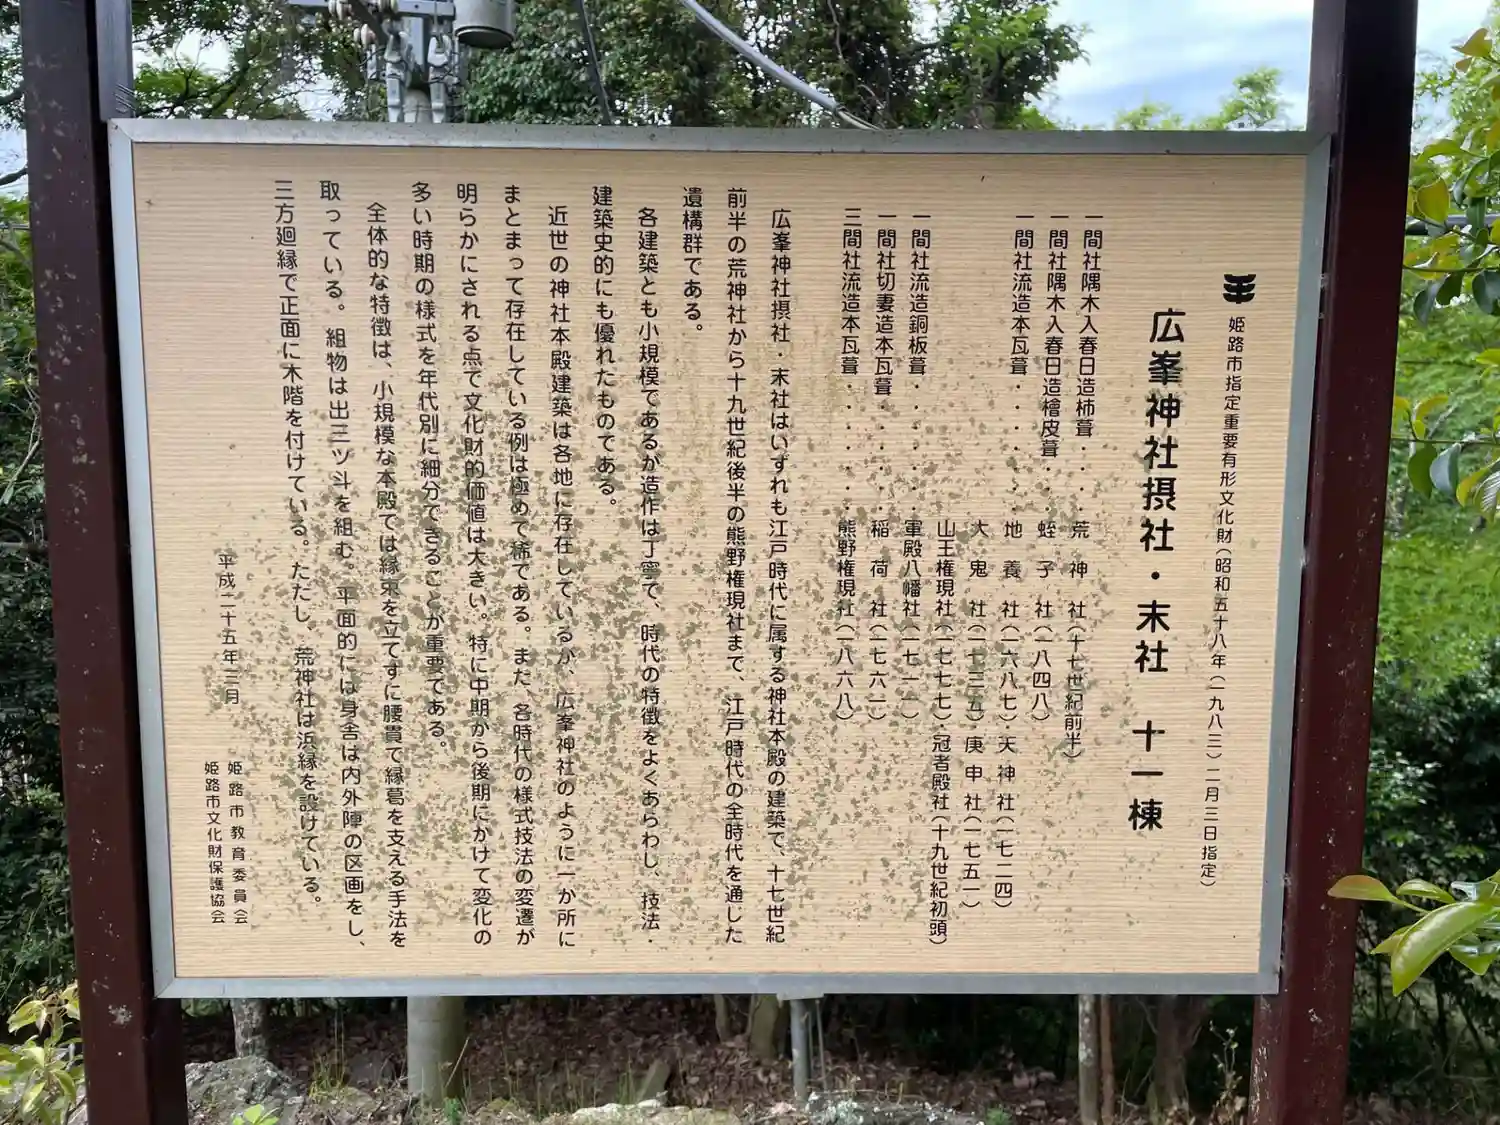 姫路市指定重要有形文化財(昭和五十八年(一九八三)二月三日指定)
広峯神社摂社・末社 十一棟
一間社隅木入春日造柿葺・・・荒神社(十七世紀前半)
一間社隅木入春日造檜皮葺・・蛭子社(一八四八)
一間社流造本瓦葺・・・・・地養社(一六八七)天神社(一七二四)
大鬼社(一七三五)庚申社(一七五一)
山王権現社(一七七七)冠者殿社(十九世紀初頭)
一間社流造銅板葺・・・・・・軍殿八幡社(一七一一)
一間社切妻造本瓦葺・・・・・稲荷社(一七六一)
三間社流造本瓦葺・・・・・・熊野権現社(一八六八)
広峯神社摂社・末社はいずれも江戸時代に属する神社本殿の建築で、十七世紀
前半の荒神社から十九世紀後半の熊野権現社まで、江戸時代の全時代を通した
遺構群である。
各建築とも小規模であるが造作は丁寧で、時代の特徴をよくあらわし、技法・
建築史的にも優れたものである。
近世の神社本殿建築は各地に存在しているが、広峯神社のように一か所に
まとまって存在している例は極めて稀である。また、各時代の様式技法の変遷が
明らかにされる点で文化財的価値は大きい。特に中期から後期にかけて変化の
多い時期の様式を年代別に細分できることが重要である。
全体的な特徴は、小規模な本殿では縁束を立てずに腰貫で縁葛を支える手法を
取っている。組物は出三ツ斗を組む。平面的には身舎は内外陣の区画をし、
三方廻縁で正面に木階を付けている。ただし、荒神社は浜縁を設けている。
平成二十五年三月
姫路市教育委員会
姫路市文化財保護協会